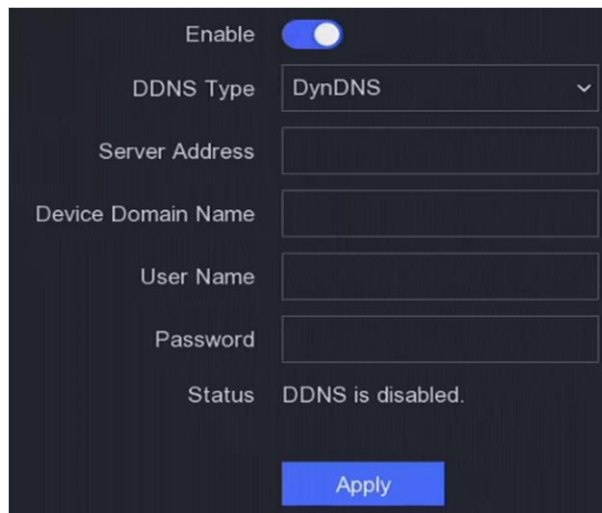 Enable
DDNS Type DynDNS
Server Address
Device Domain Name
User Name
Password
Status DDNS is disabled.
Apply